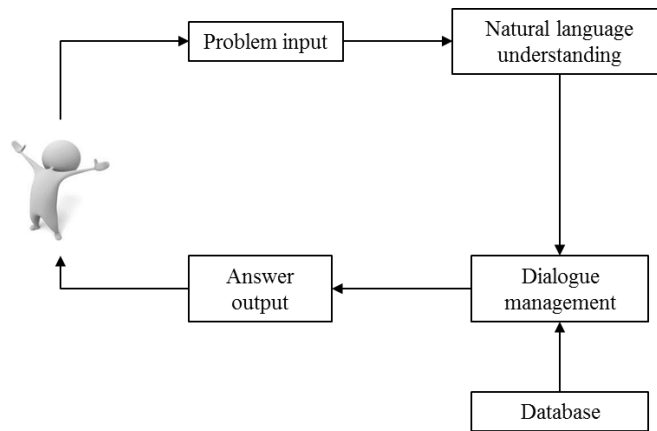 Problem input
Natural language
understanding
Answer
output
Dialogue
management
Database